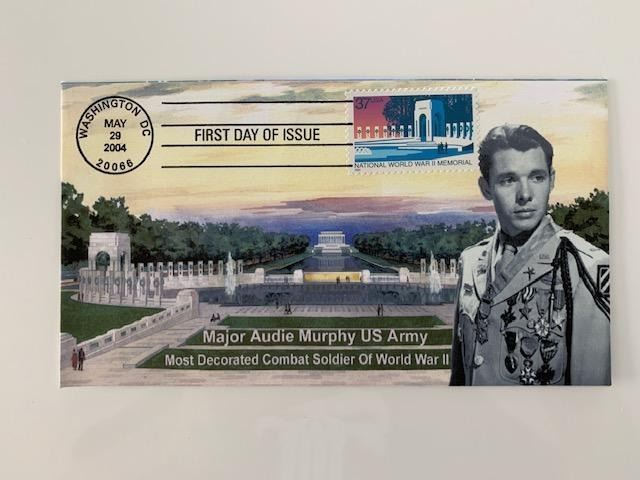 WASHINGTON DC
MAY
29
2004
20066
FIRST DAY OF ISSUE
37 USA
NATIONAL WORLD WAR II MEMORIAL
Major Audie Murphy US Army
Most Decorated Combat Soldier Of World War II